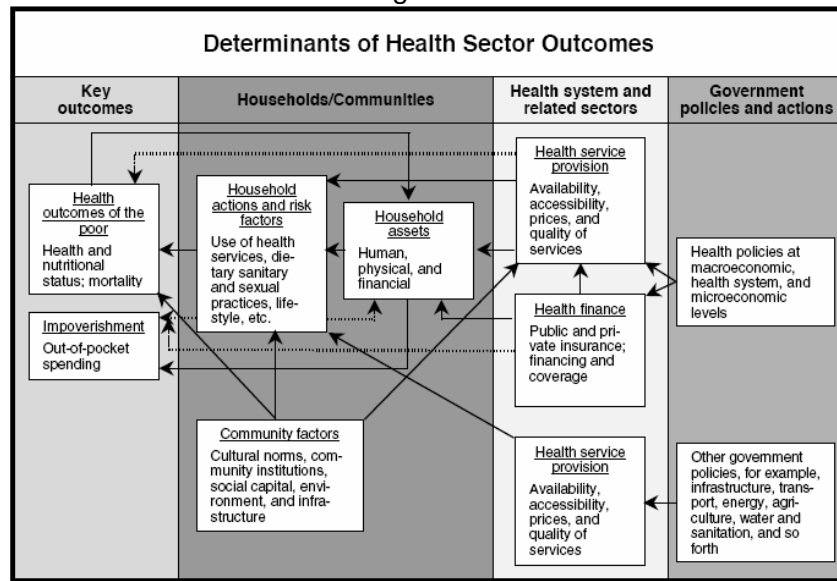 Determinants of Health Sector Outcomes
Key
outcomes
Households/Communities
Health system and
related sectors
Government
policies and actions
Health
outcomes of the
poor
Health and
nutritional
status; mortality
Impoverishment
Out-of-pocket
spending
Household
actions and risk
factors
Use of health
services, die-
tary sanitary
and sexual
practices, life-
style, etc.
Household
assets
Human,
physical, and
financial
Community factors
Cultural norms, com-
munity institutions,
social capital, envi-
ronment, and infra-
structure
Health service
provision
Availability,
accessibility,
prices, and
quality of
services
Health finance
Public and pri-
vate insurance;
financing and
coverage
Health service
provision
Availability,
accessibility,
prices, and
quality of
services
Health policies at
macroeconomic,
health system, and
microeconomic
levels
Other government
policies, for example,
infrastructure, trans-
port, energy, agri-
culture, water and
sanitation, and so
forth